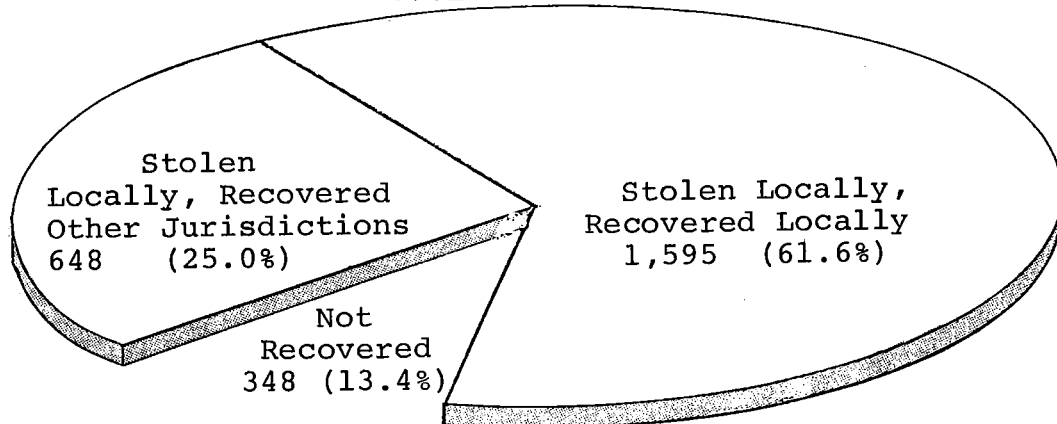 Stolen
Locally, Recovered
Other Jurisdictions
648 (25.0%)
Stolen Locally,
Recovered Locally
1,595 (61.6%)
Not
Recovered
348 (13.4%)